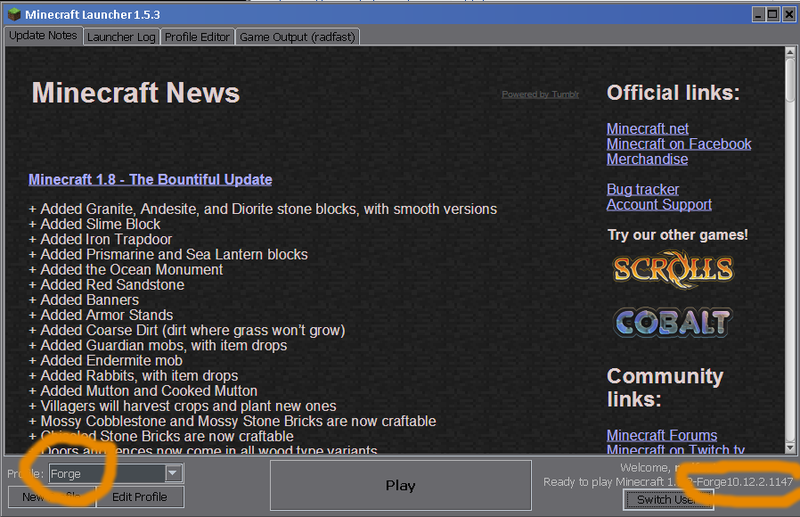 Minecraft Launcher 1.5.3
Update Notes Launcher Log Profile Editor Game Output (radfast)
Minecraft News
Powered by Tumblr
Minecraft 1.8 - The Bountiful Update
+ Added Granite, Andesite, and Diorite stone blocks, with smooth versions
+ Added Slime Block
+ Added Iron Trapdoor
+ Added Prismarine and Sea Lantern blocks
+ Added the Ocean Monument
+ Added Red Sandstone
+ Added Banners
+ Added Armor Stands
+ Added Coarse Dirt (dirt where grass won't grow)
+ Added Guardian mobs, with item drops
+ Added Endermite mob
+ Added Rabbits, with item drops
+ Added Mutton and Cooked Mutton
+ Villagers will harvest crops and plant new ones
+ Mossy Cobblestone and Mossy Stone Bricks are now craftable
+ Chiseled Stone Bricks are now craftable
+ Doors and fences now come in all wood type variants
Official links:
Minecraft.net
Minecraft on Facebook
Merchandise
Bug tracker
Account Support
Try our other games!
SCROLLS
COBALT
Community links:
Minecraft Forums
Minecraft on Twitch.tv
Profile: Forge
New Profile Edit Profile
Play
Welcome,
Ready to play Minecraft -Forge10.12.2.1147
Switch User